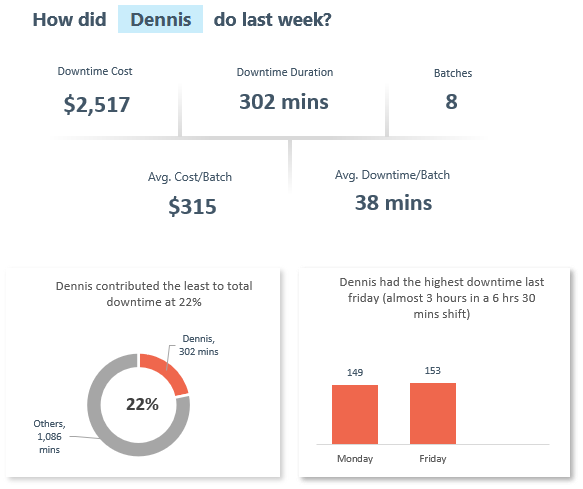 How did Dennis do last week?
Downtime Cost
$2,517
Downtime Duration
302 mins
Batches
8
Avg. Cost/Batch
$315
Avg. Downtime/Batch
38 mins
Dennis contributed the least to total
downtime at 22%
Dennis,
302 mins
22%
Others,
1,086
mins
Dennis had the highest downtime last
friday (almost 3 hours in a 6 hrs 30
mins shift)
149
153
Monday
Friday